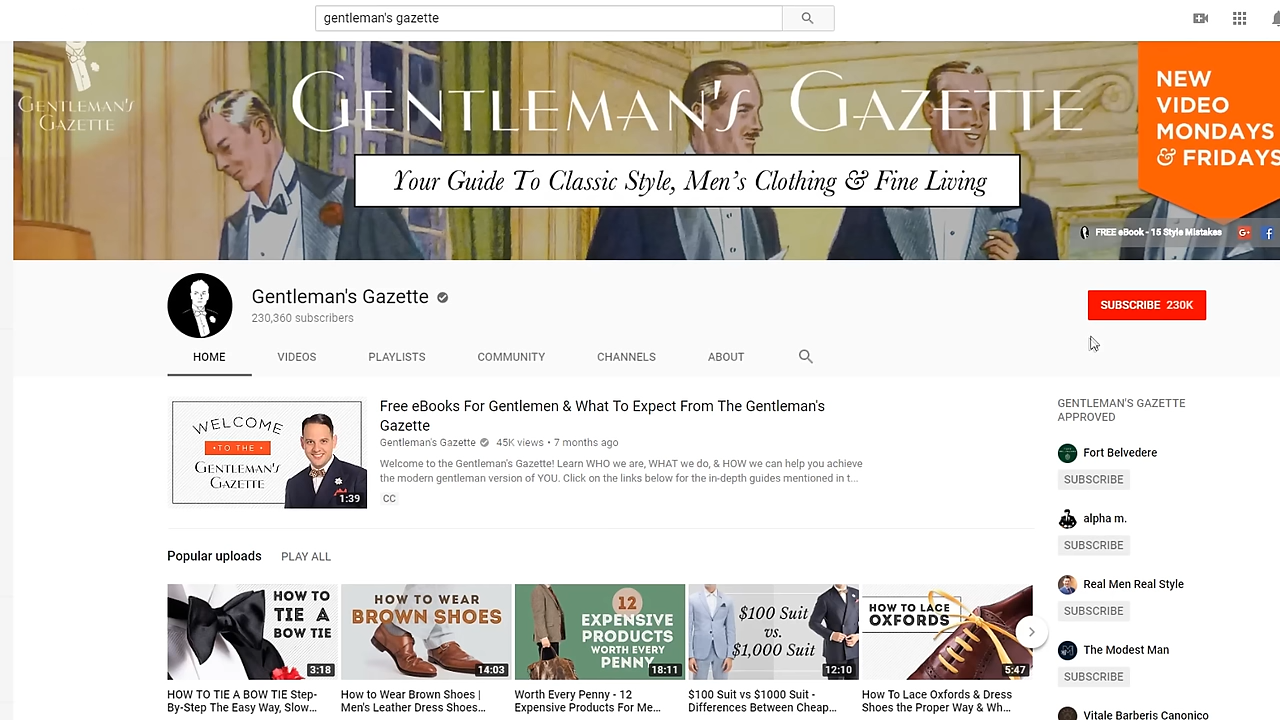 gentleman's gazette
GENTLEMAN'S
GAZETTE
GENTLEMAN'S GAZETTE
Your Guide To Classic Style, Men's Clothing & Fine Living
NEW
VIDEO
MONDAYS
& FRIDAYS
FREE eBook - 15 Style Mistakes
G+ f
Gentleman's Gazette
230,360 subscribers
SUBSCRIBE 230K
HOME VIDEOS PLAYLISTS COMMUNITY CHANNELS ABOUT
WELCOME
•TO THE•
GENTLEMAN'S
GAZETTE
1:39
Free eBooks For Gentlemen & What To Expect From The Gentleman's
Gazette
Gentleman's Gazette 45K views • 7 months ago
Welcome to the Gentleman's Gazette! Learn WHO we are, WHAT we do, & HOW we can help you achieve
the modern gentleman version of YOU. Click on the links below for the in-depth guides mentioned in t...
CC
GENTLEMAN'S GAZETTE
APPROVED
Fort Belvedere
SUBSCRIBE
alpha m.
SUBSCRIBE
Real Men Real Style
SUBSCRIBE
The Modest Man
SUBSCRIBE
Vitale Barberis Canonico
Popular uploads PLAY ALL
HOW TO
TIE A
BOW TIE
3:18
HOW TO WEAR
BROWN SHOES
14:03
12
EXPENSIVE
PRODUCTS
WORTH EVERY
PENNY
18:11
$100 Suit
vs.
$1,000 Suit
12:10
HOW TO LACE
OXFORDS
5:47
HOW TO TIE A BOW TIE Step-
By-Step The Easy Way, Slow...
How to Wear Brown Shoes |
Men's Leather Dress Shoes...
Worth Every Penny - 12
Expensive Products For Me...
$100 Suit vs $1000 Suit -
Differences Between Cheap...
How To Lace Oxfords & Dress
Shoes the Proper Way & Wh...